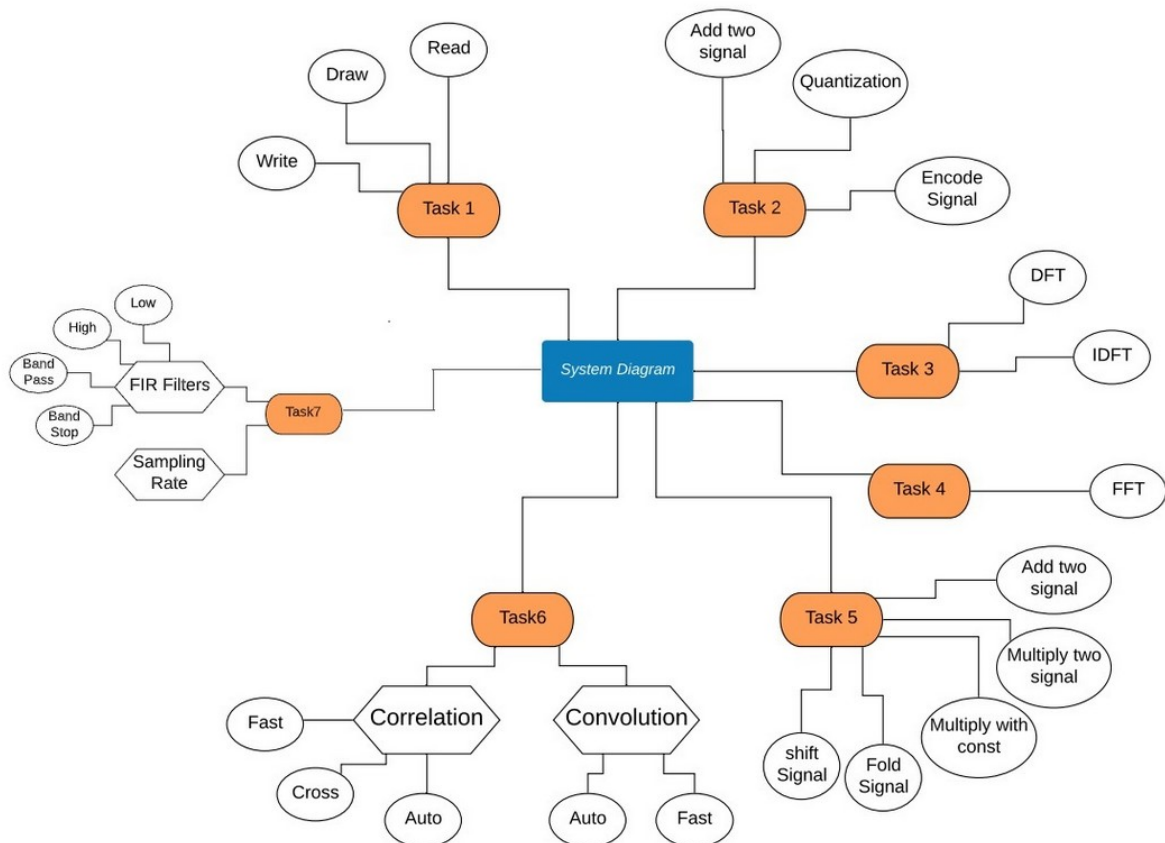 Read
Draw
Write
Task 1
Add two
signal
Quantization
Encode
Signal
Task 2
DFT
IDFT
Task 3
System Diagram
Low
High
Band
Pass
Band
Stop
FIR Filters
Task7
Sampling
Rate
Task 4
FFT
Task6
Correlation
Convolution
Fast
Cross
Auto
Auto
Fast
Task 5
Add two
signal
Multiply two
signal
Multiply with
const
Fold
Signal
shift
Signal